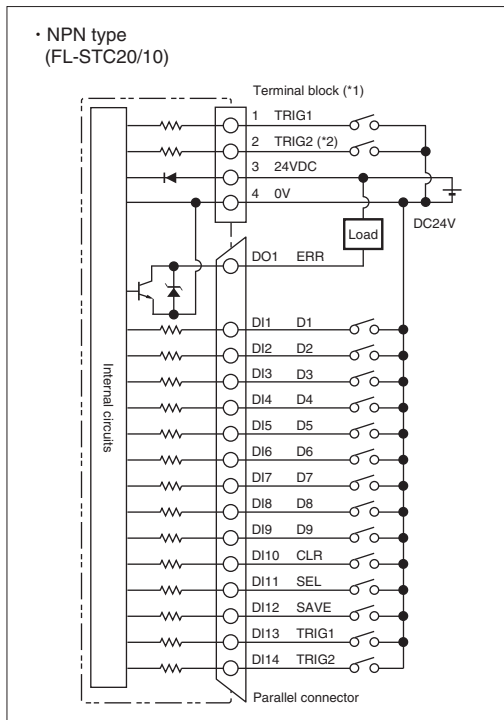 ・NPN type
(FL-STC20/10)
Terminal block (*1)
1 TRIG1
2 TRIG2 (*2)
3 24VDC
4 0V
DC24V
Load
DO1 ERR
Internal circuits
DI1 D1
DI2 D2
DI3 D3
DI4 D4
DI5 D5
DI6 D6
DI7 D7
DI8 D8
DI9 D9
DI10 CLR
DI11 SEL
DI12 SAVE
DI13 TRIG1
DI14 TRIG2
Parallel connector